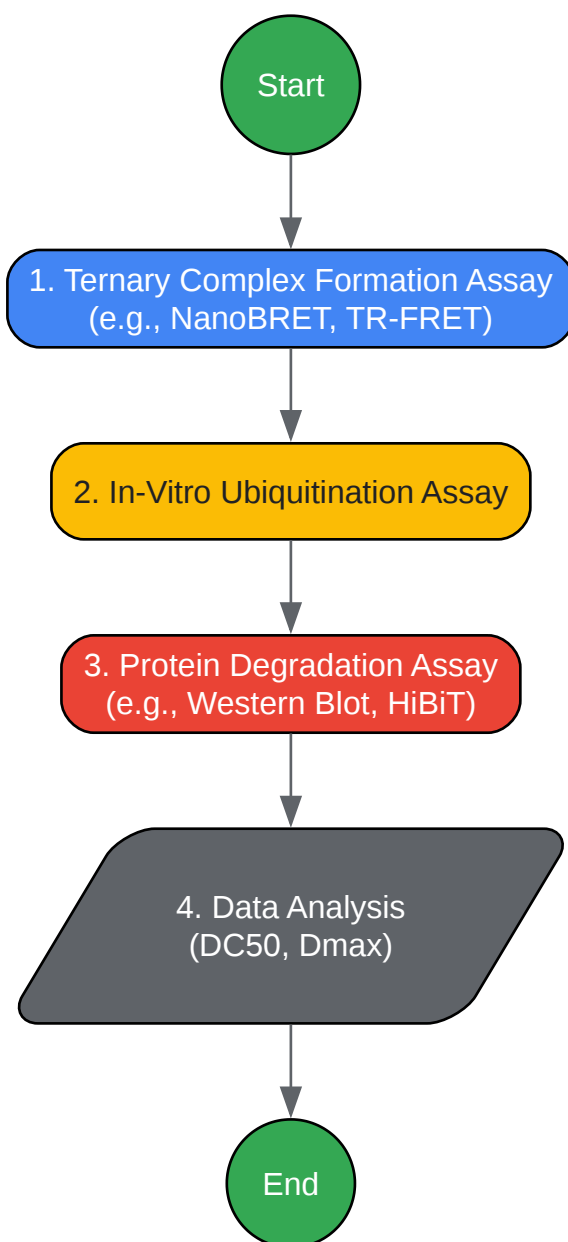 Start
1. Ternary Complex Formation Assay
(e.g., NanoBRET, TR-FRET)
2. In-Vitro Ubiquitination Assay
3. Protein Degradation Assay
(e.g., Western Blot, HiBiT)
4. Data Analysis
(DC50, Dmax)
End